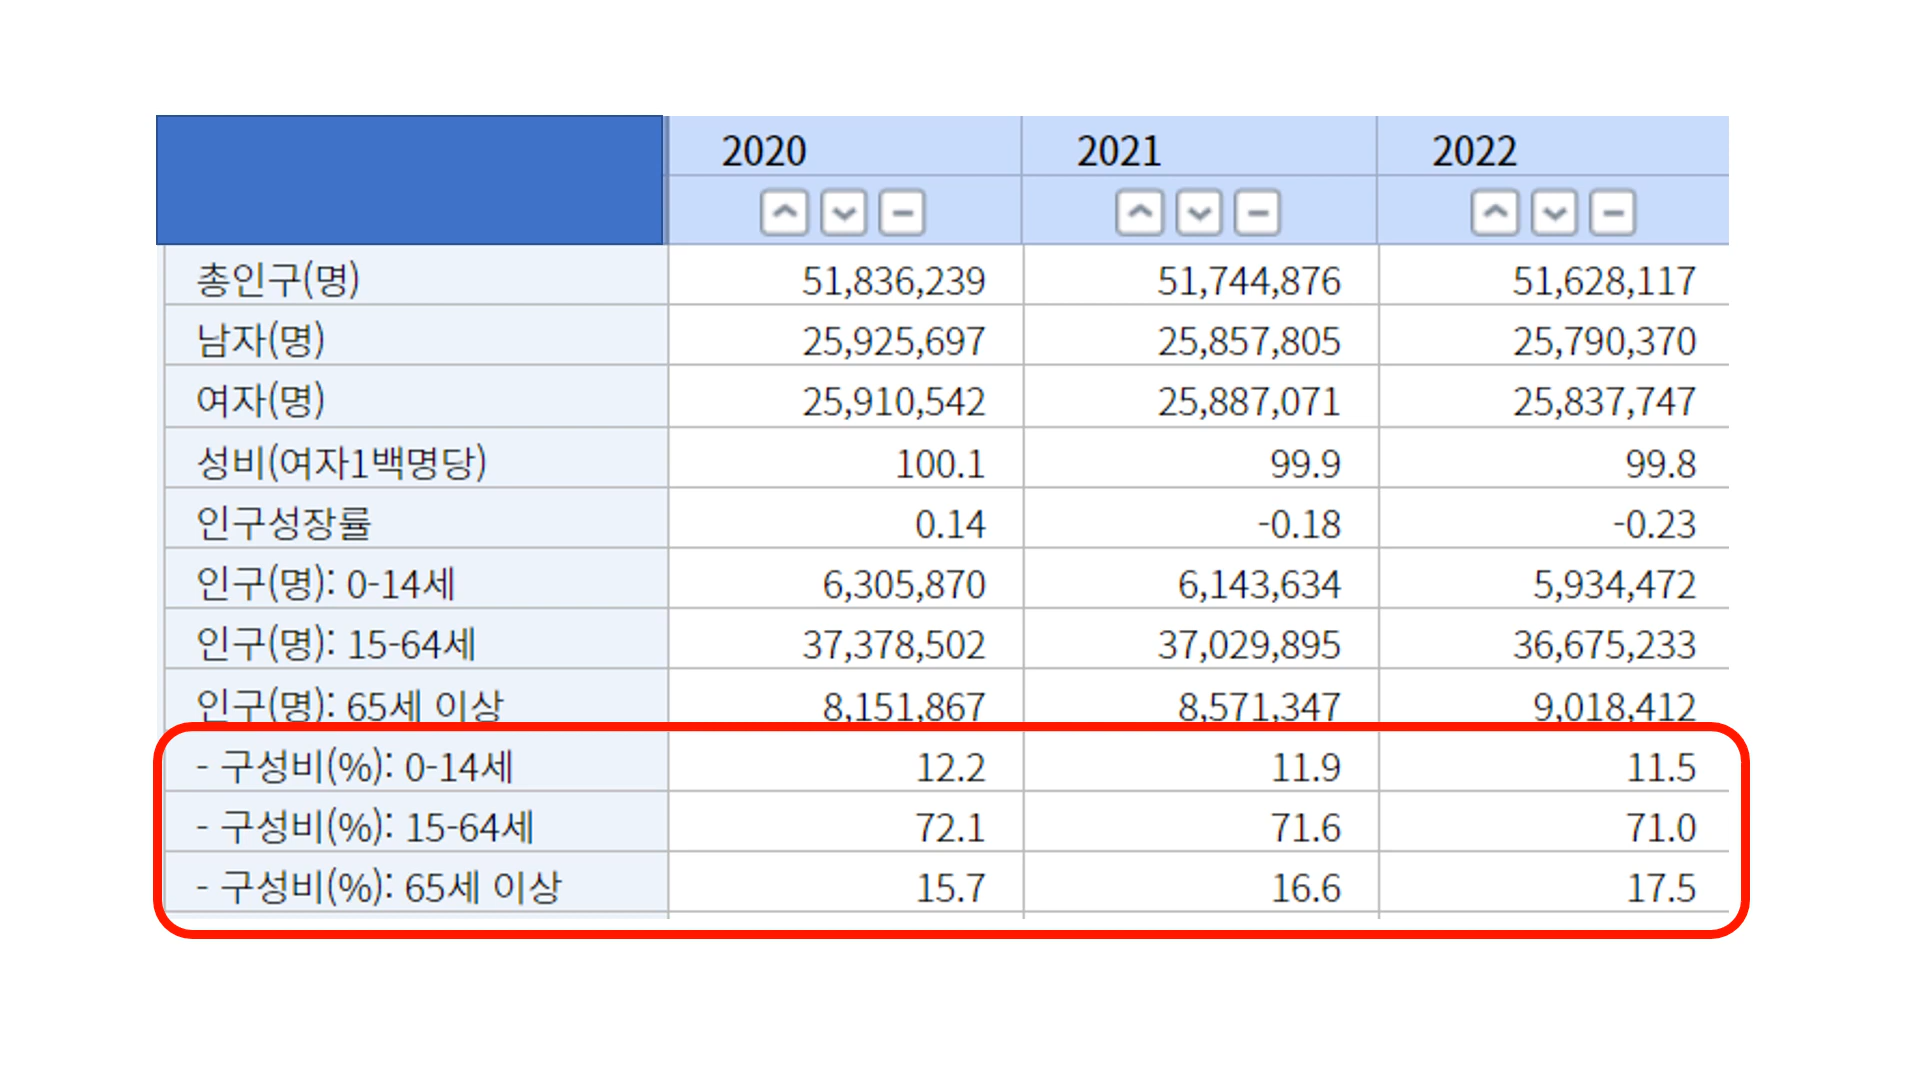 2020 2021 2022
총인구(명) 51,836,239 51,744,876 51,628,117
남자(명) 25,925,697 25,857,805 25,790,370
여자(명) 25,910,542 25,887,071 25,837,747
성비(여자1백명당) 100.1 99.9 99.8
인구성장률 0.14 -0.18 -0.23
인구(명): 0-14세 6,305,870 6,143,634 5,934,472
인구(명): 15-64세 37,378,502 37,029,895 36,675,233
인구(명): 65세 이상 8,151,867 8,571,347 9,018,412
- 구성비(%): 0-14세 12.2 11.9 11.5
- 구성비(%): 15-64세 72.1 71.6 71.0
- 구성비(%): 65세 이상 15.7 16.6 17.5